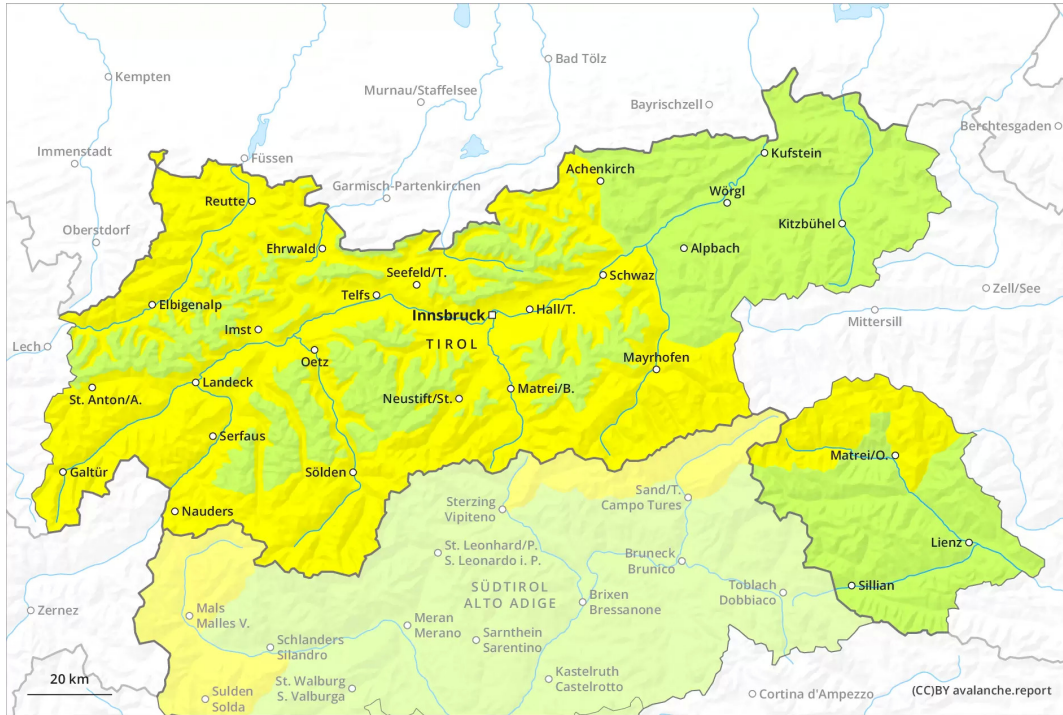 Bad Tölz
Kempten
Murnau/Staffelsee
Bayrischzell
Berchtesgaden
Immenstadt
Füssen
Kufstein
Achenkirch
Garmisch-Partenkirchen
Reutte
Wörgl
Oberstdorf
Kitzbühel
Ehrwald
Alpbach
Seefeld/T.
Schwaz
Zell/See
Telfs
Elbigenalp
Innsbruck
Hall/T.
Mittersill
Imst
TIROL
Lech
Oetz
Mayrhofen
Landeck
St. Anton/A.
Neustift/St.
Matrei/B.
Serfaus
Matrei/O.
Galtür
Sölden
Sand/T.
Campo Tures
Sterzing
Vipiteno
Nauders
Lienz
St. Leonhard/P.
S. Leonardo i. P.
Bruneck
Brunico
SÜDTIROL
ALTO ADIGE
Toblach
Dobbiaco
Sillian
Brixen
Bressanone
Zernez
Mals
Malles V.
Meran
Merano
Sarnthein
Sarentino
Schlanders
Silandro
Kastelruth
Castelrotto
St. Walburg
S. Valburga
20 km
Sulden
Solda
Cortina d'Ampezzo
(CC)BY avalanche.report